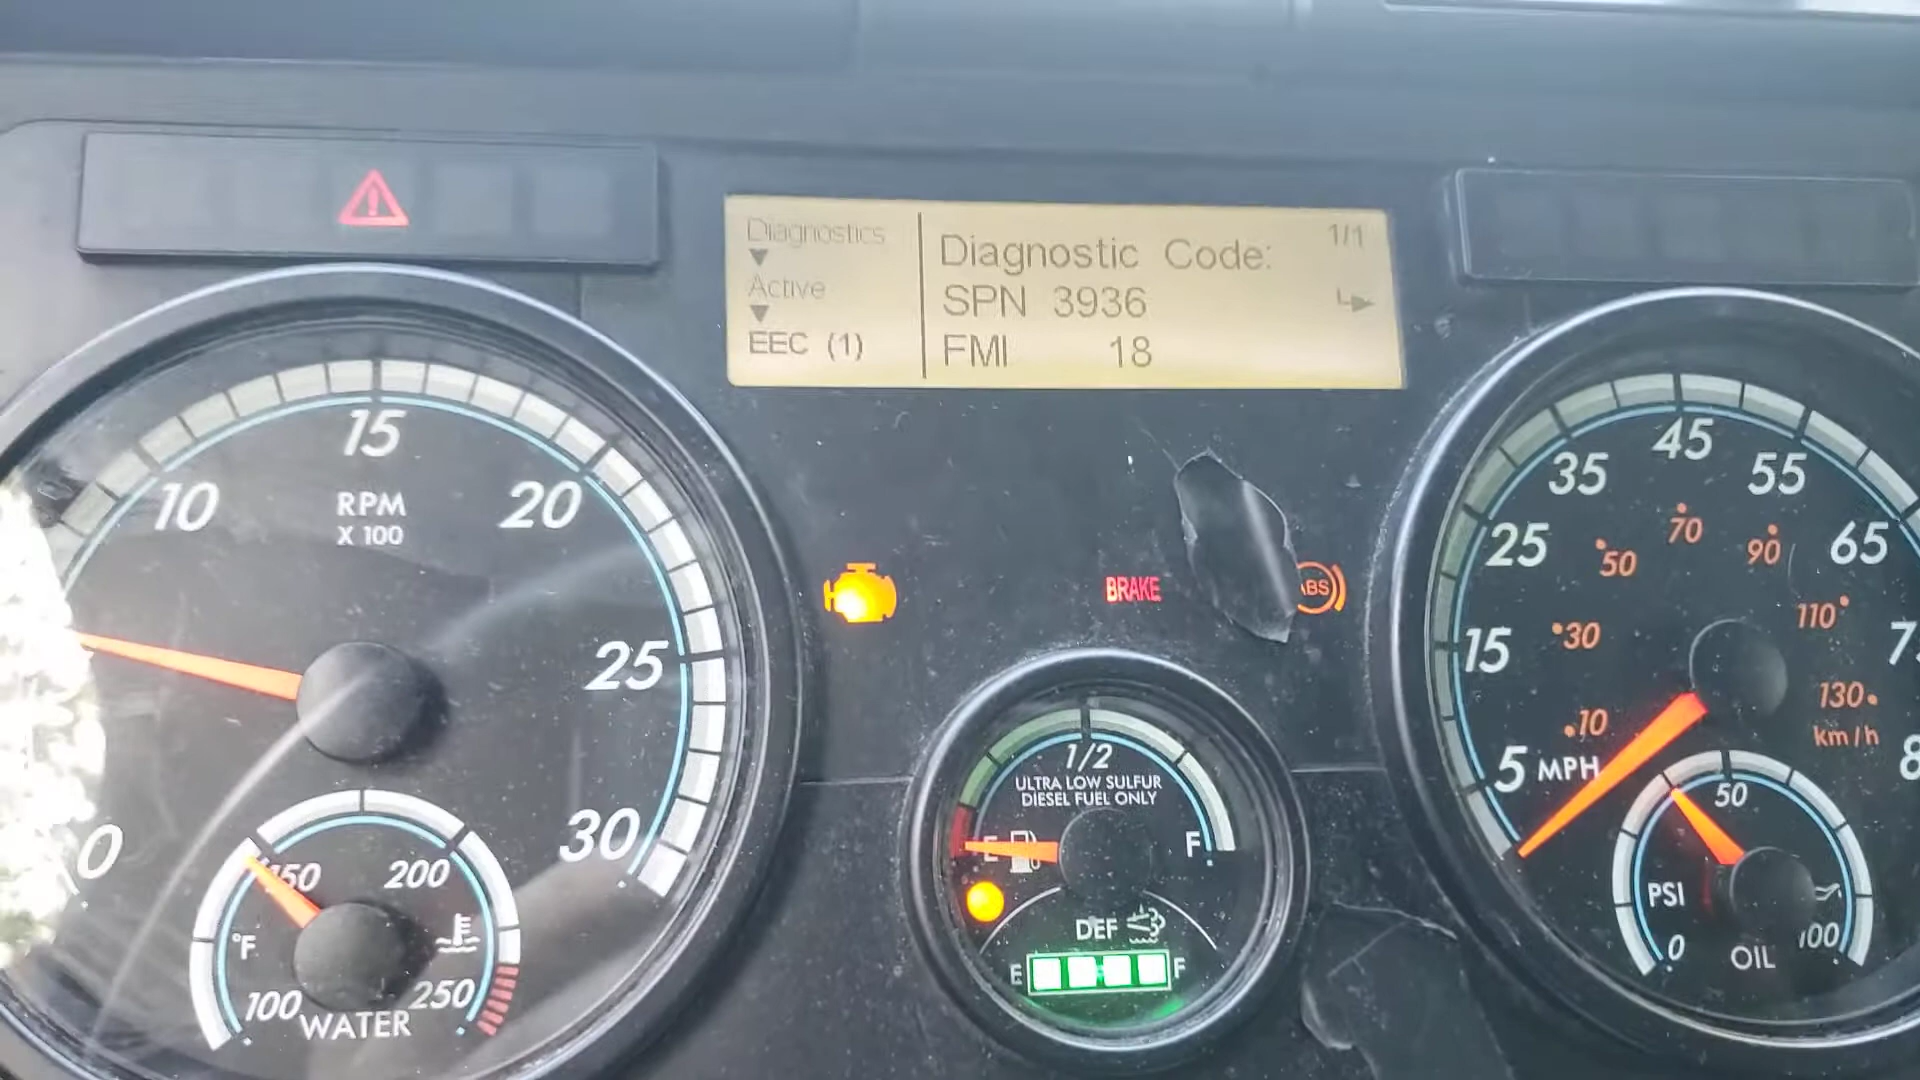 Diagnostics
Active
EEC (1)
Diagnostic Code:
1/1
SPN 3936
FMI 18
10
15
20
25
30
0
RPM
X 100
150
200
°F
100
250
WATER
BRAKE
ABS
1/2
ULTRA LOW SULFUR
DIESEL FUEL ONLY
E
F
DEF
E
F
5
15
25
35
45
55
65
MPH
10
30
50
70
90
110
130
km/h
50
PSI
0
100
OIL